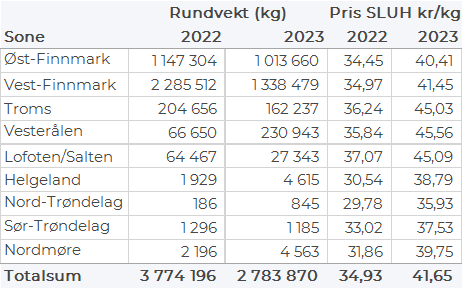 Rundvekt (kg) Pris SLUH kr/kg
Sone 2022 2023 2022 2023
Øst-Finnmark 1 147 304 1 013 660 34,45 40,41
Vest-Finnmark 2 285 512 1 338 479 34,97 41,45
Troms 204 656 162 237 36,24 45,03
Vesterålen 66 650 230 943 35,84 45,56
Lofoten/Salten 64 467 27 343 37,07 45,09
Helgeland 1 929 4 615 30,54 38,79
Nord-Trøndelag 186 845 29,78 35,93
Sør-Trøndelag 1 296 1 185 33,02 37,53
Nordmøre 2 196 4 563 31,86 39,75
Totalsum 3 774 196 2 783 870 34,93 41,65